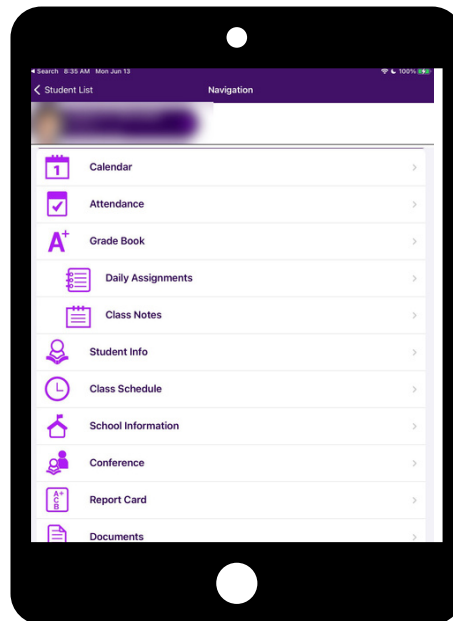 Search 8:35 AM Mon Jun 13 100%
Student List Navigation
1 Calendar
Attendance
A+ Grade Book
Daily Assignments
Class Notes
Student Info
Class Schedule
School Information
Conference
A+ C B Report Card
Documents